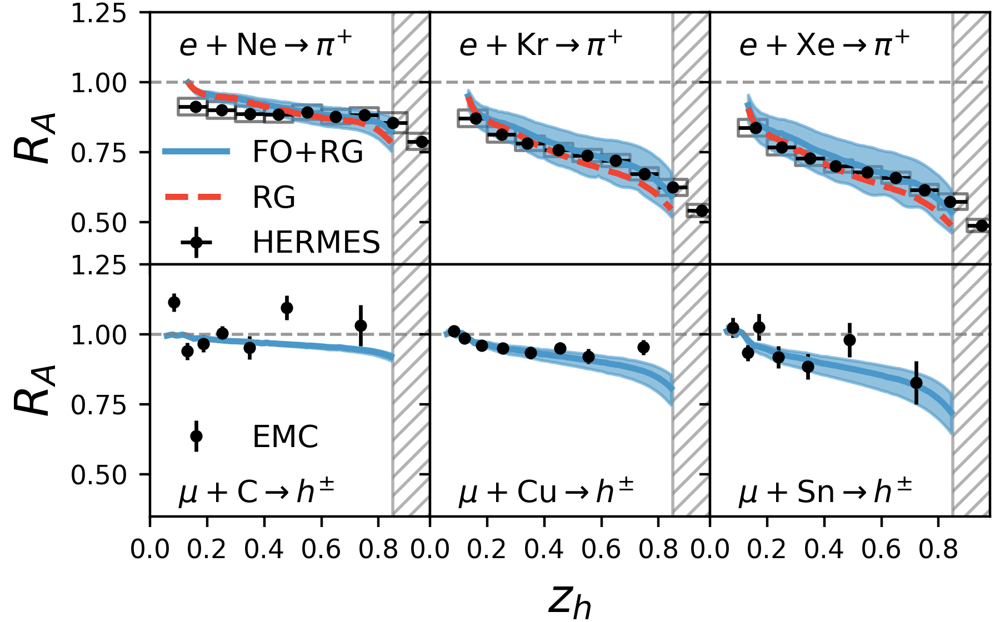 1.25
1.00
0.75
0.50
R_A
e + Ne → π⁺
e + Kr → π⁺
e + Xe → π⁺
FO+RG
RG
HERMES
1.25
1.00
0.75
0.50
R_A
EMC
μ + C → h^±
μ + Cu → h^±
μ + Sn → h^±
0.0 0.2 0.4 0.6 0.8 0.0 0.2 0.4 0.6 0.8 0.0 0.2 0.4 0.6 0.8
z_h